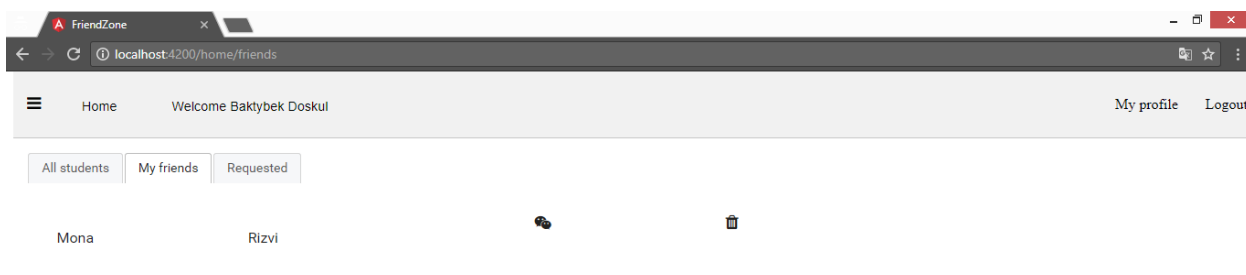 FriendZone
localhost:4200/home/friends
Home Welcome Baktybek Doskul My profile Logout
All students My friends Requested
Mona Rizvi